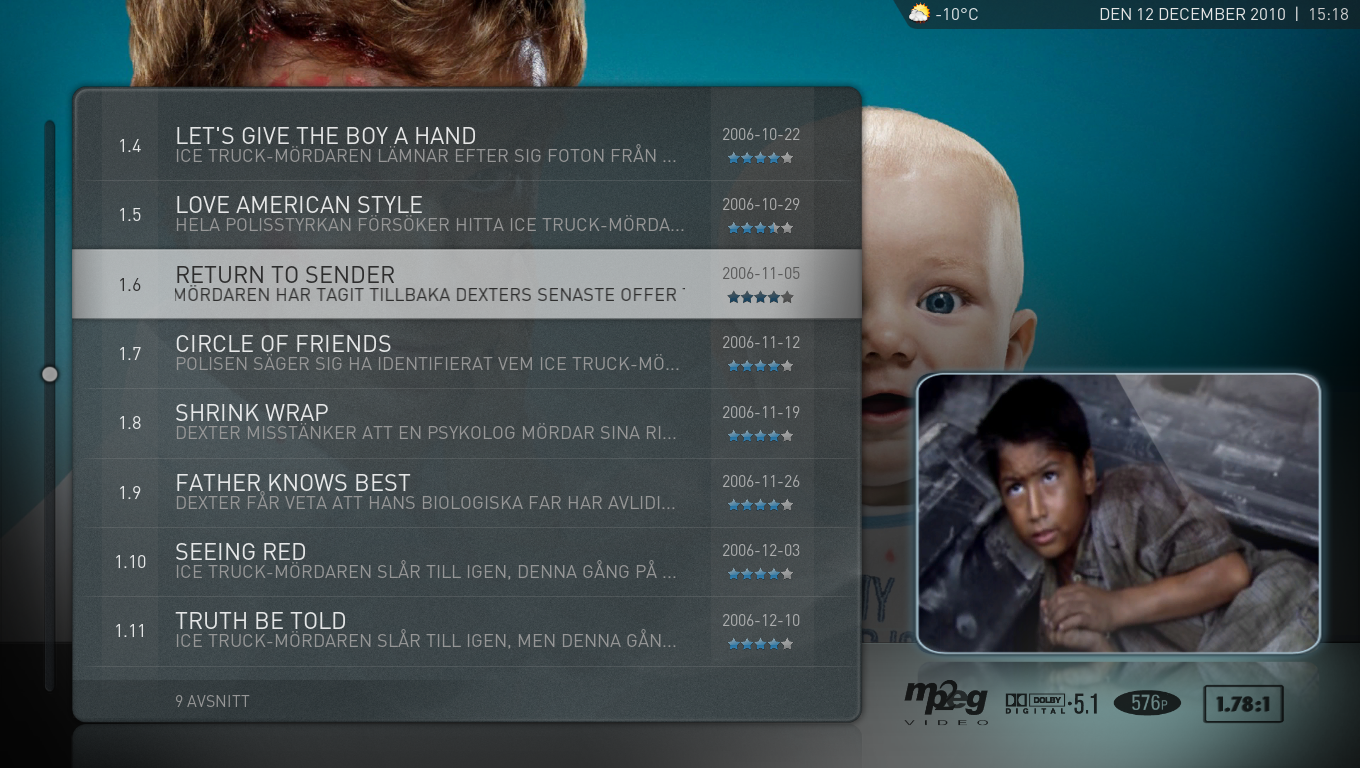 -10°C
DEN 12 DECEMBER 2010 | 15:18
1.4
LET'S GIVE THE BOY A HAND
ICE TRUCK-MÖRDAREN LÄMNAR EFTER SIG FOTON FRÅN ...
2006-10-22
1.5
LOVE AMERICAN STYLE
HELA POLISSTYRKAN FÖRSÖKER HITTA ICE TRUCK-MÖRDA...
2006-10-29
1.6
RETURN TO SENDER
MÖRDAREN HAR TAGIT TILLBAKA DEXTERS SENASTE OFFER
2006-11-05
1.7
CIRCLE OF FRIENDS
POLISEN SÄGER SIG HA IDENTIFIERAT VEM ICE TRUCK-MÖ...
2006-11-12
1.8
SHRINK WRAP
DEXTER MISSTÄNKER ATT EN PSYKOLOG MÖRDAR SINA RI...
2006-11-19
1.9
FATHER KNOWS BEST
DEXTER FÅR VETA ATT HANS BIOLOGISKA FAR HAR AVLIDI...
2006-11-26
1.10
SEEING RED
ICE TRUCK-MÖRDAREN SLÅR TILL IGEN, DENNA GÅNG PÅ ...
2006-12-03
1.11
TRUTH BE TOLD
ICE TRUCK-MÖRDAREN SLÅR TILL IGEN, MEN DENNA GÅN...
2006-12-10
9 AVSNITT
mp2eg
VIDEO
DOLBY
DIGITAL ·5.1
576P
1.78:1